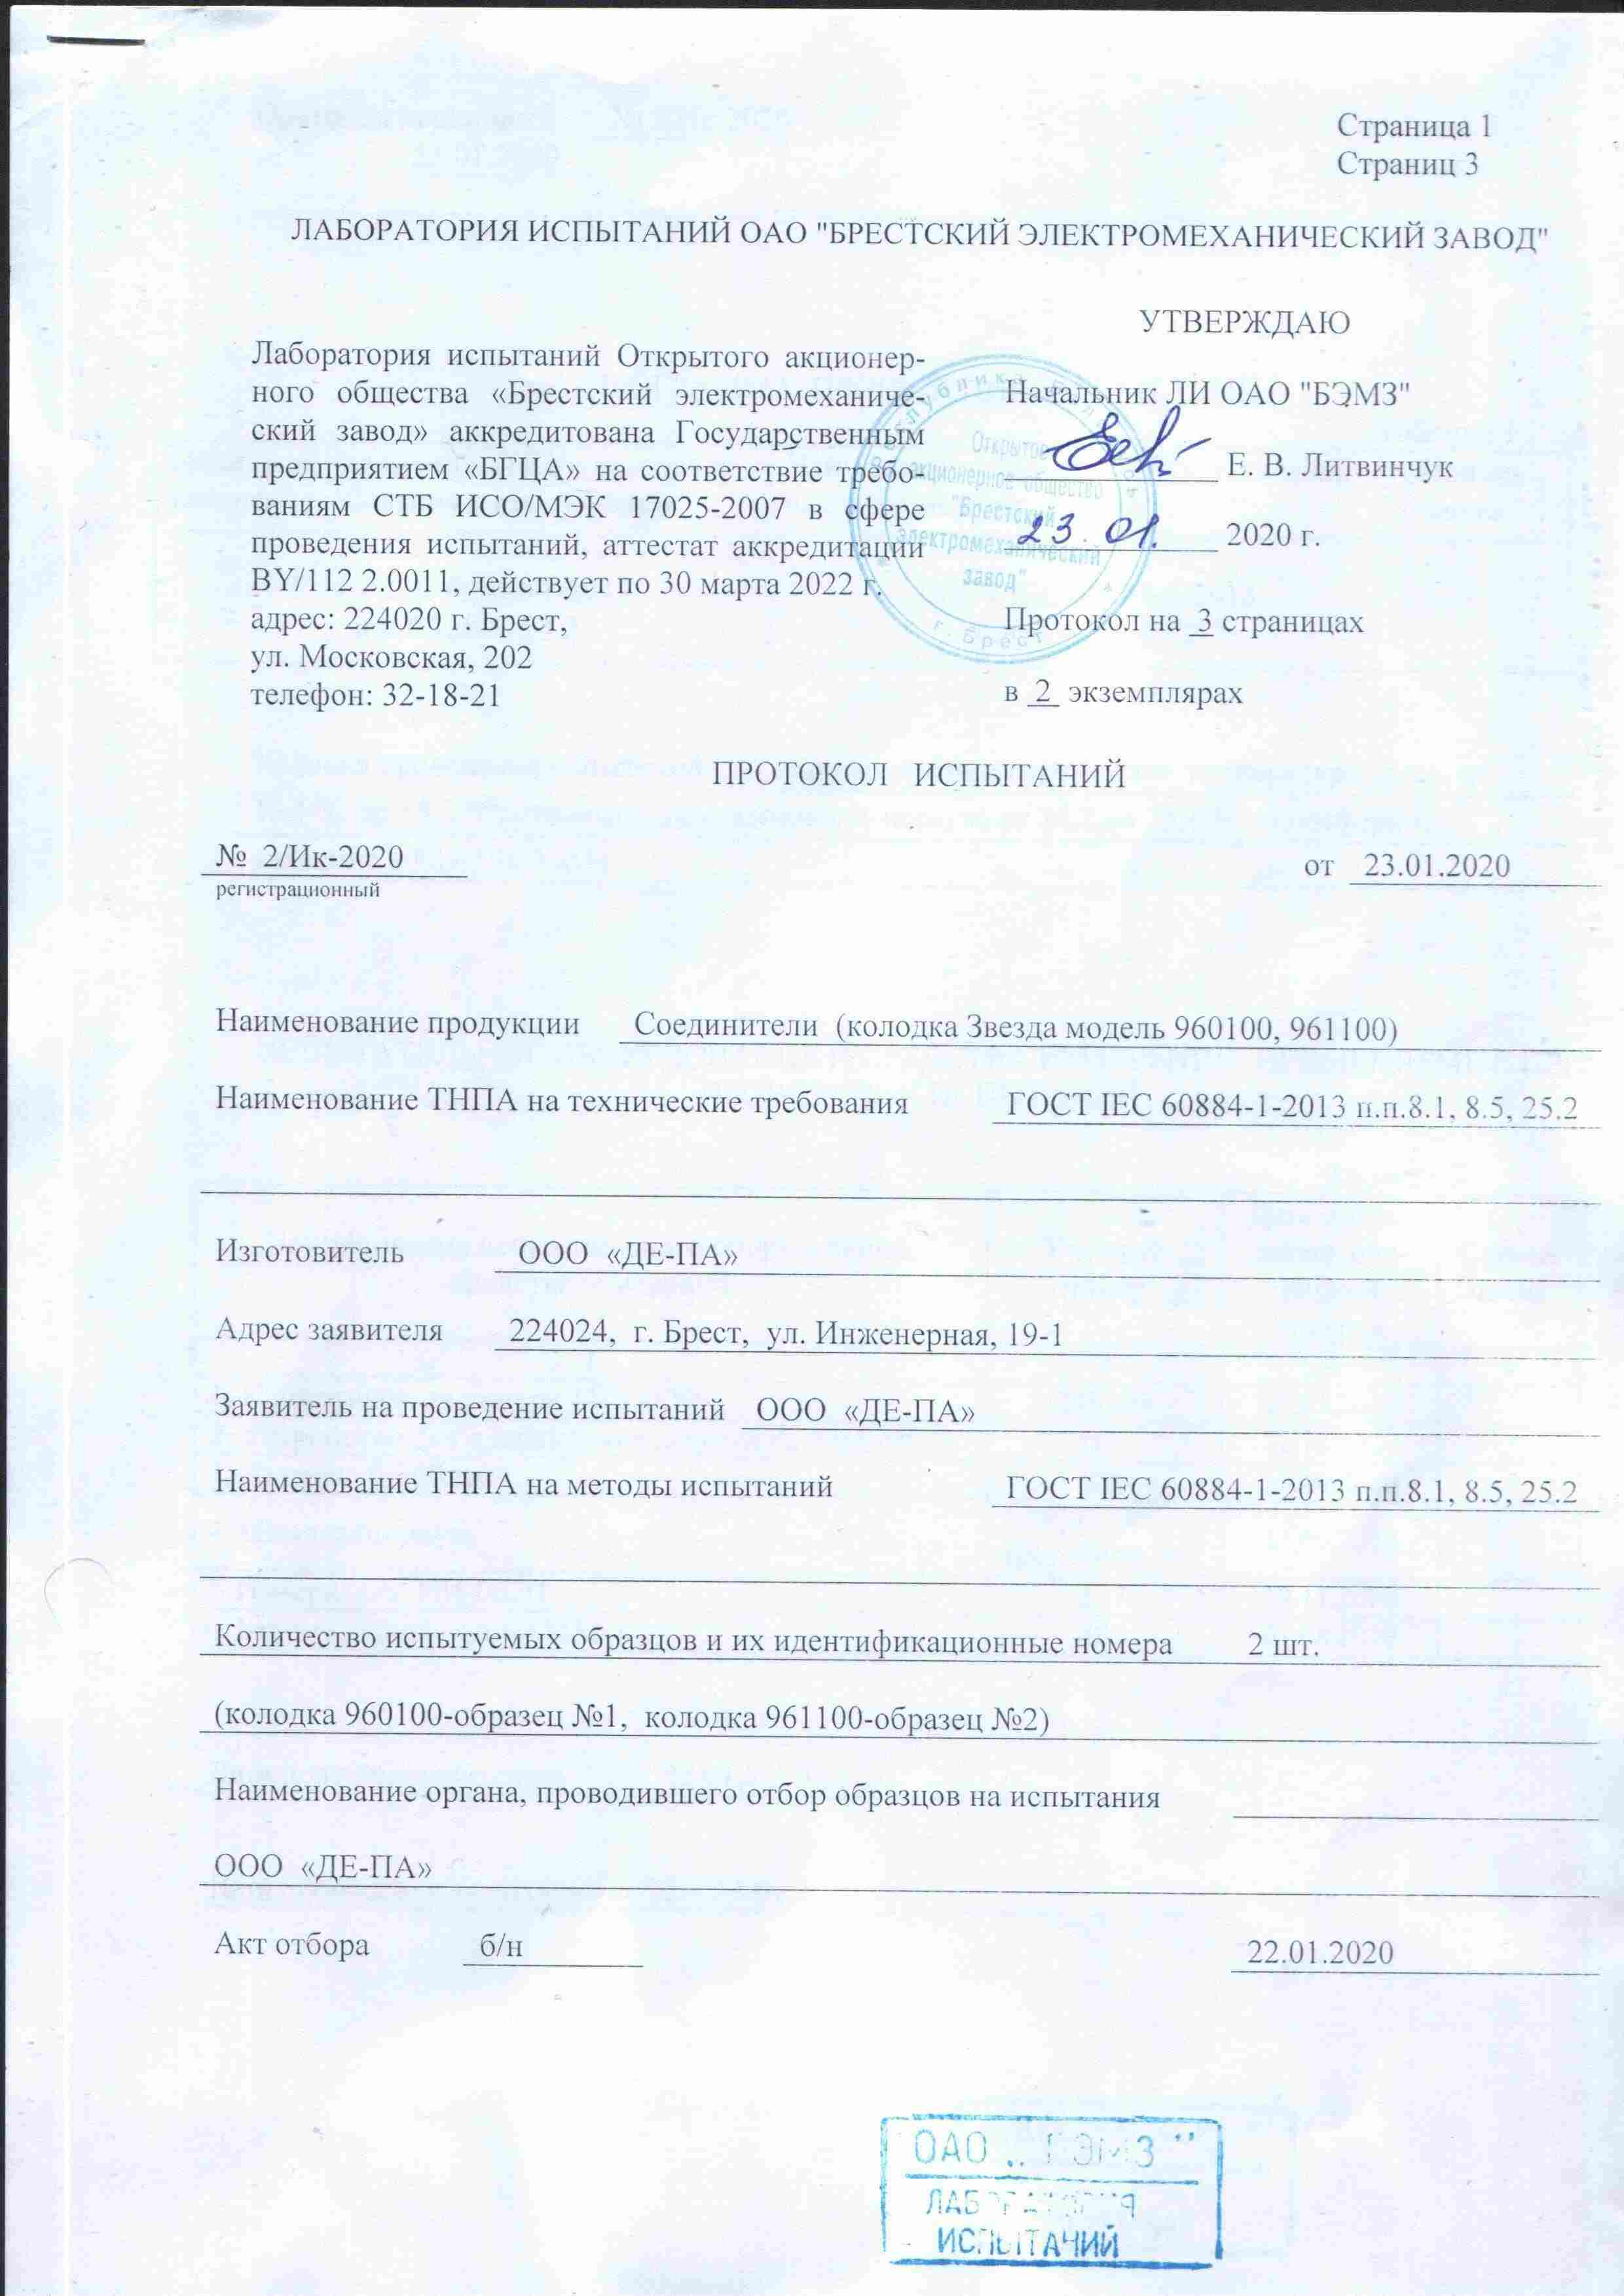 Страница 1
Страниц 3
ЛАБОРАТОРИЯ ИСПЫТАНИЙ ОАО "БРЕСТСКИЙ ЭЛЕКТРОМЕХАНИЧЕСКИЙ ЗАВОД"
Лаборатория испытаний Открытого акционер-
ного общества «Брестский электромеханиче-
ский завод» аккредитована Государственным
предприятием «БГЦА» на соответствие требо-
ваниям СТБ ИСО/МЭК 17025-2007 в сфере
проведения испытаний, аттестат аккредитации
BY/112 2.0011, действует по 30 марта 2022 г.
адрес: 224020 г. Брест,
ул. Московская, 202
телефон: 32-18-21
УТВЕРЖДАЮ
Начальник ЛИ ОАО "БЭМЗ"
Е. В. Литвинчук
23. 01. 2020 г.
Протокол на 3 страницах
в 2 экземплярах
Открытое
акционерное общество
"Брестский
электромеханический
завод"
г. Брест
ПРОТОКОЛ ИСПЫТАНИЙ
№ 2/Ик-2020 от 23.01.2020
регистрационный
Наименование продукции Соединители (колодка Звезда модель 960100, 961100)
Наименование ТНПА на технические требования ГОСТ IEC 60884-1-2013 п.п.8.1, 8.5, 25.2
Изготовитель ООО «ДЕ-ПА»
Адрес заявителя 224024, г. Брест, ул. Инженерная, 19-1
Заявитель на проведение испытаний ООО «ДЕ-ПА»
Наименование ТНПА на методы испытаний ГОСТ IEC 60884-1-2013 п.п.8.1, 8.5, 25.2
Количество испытуемых образцов и их идентификационные номера 2 шт.
(колодка 960100-образец №1, колодка 961100-образец №2)
Наименование органа, проводившего отбор образцов на испытания
ООО «ДЕ-ПА»
Акт отбора б/н 22.01.2020
ОАО „БЭМЗ"
ЛАБОРАТОРИЯ
ИСПЫТАНИЙ